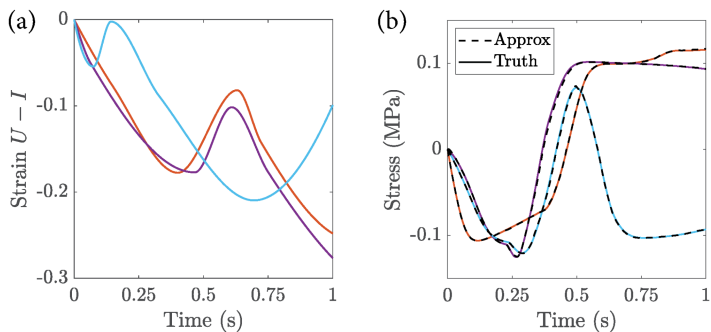 (a)
0
-0.1
-0.2
-0.3
Strain U − I
0
0.25
0.5
0.75
1
Time (s)
(b)
Approx
Truth
0.1
0
-0.1
Stress (MPa)
0
0.25
0.5
0.75
1
Time (s)